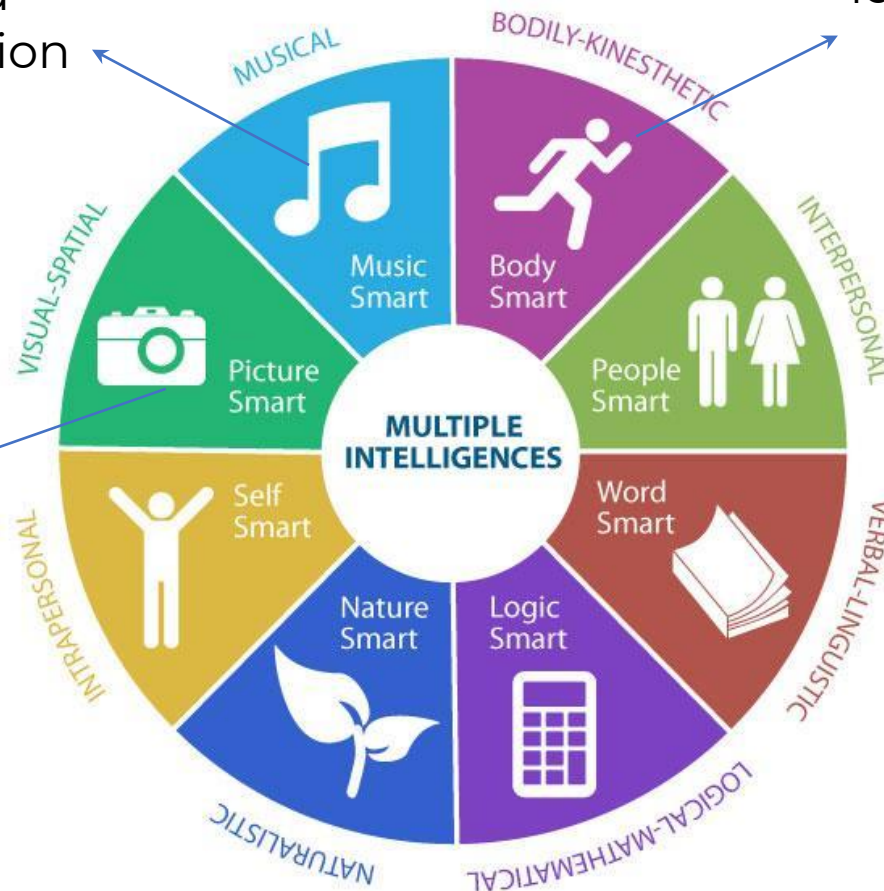 ion
MUSICAL
BODILY-KINESTHETIC
INTERPERSONAL
VERBAL-LINGUISTIC
LOGICAL-MATHEMATICAL
NATURALISTIC
INTRAPERSONAL
VISUAL-SPATIAL
Music
Smart
Body
Smart
People
Smart
Word
Smart
Logic
Smart
Nature
Smart
Self
Smart
Picture
Smart
MULTIPLE
INTELLIGENCES